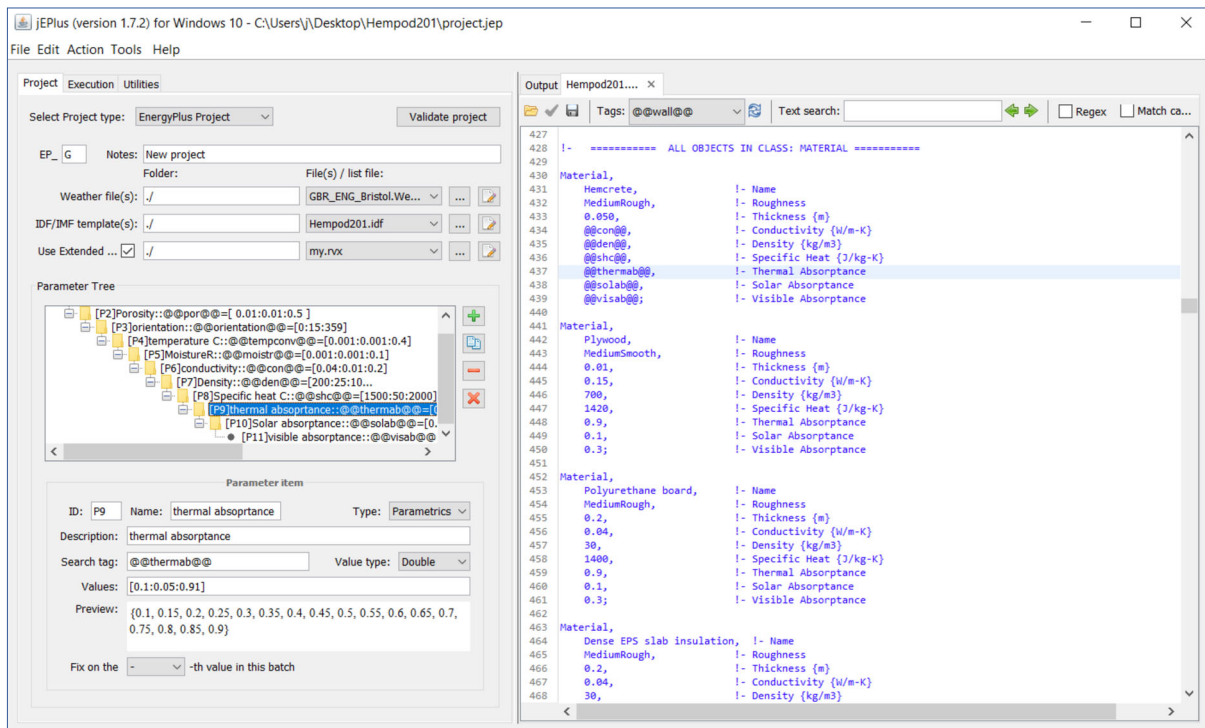 jEPlus (version 1.7.2) for Windows 10 - C:\Users\j\Desktop\Hempod201\project.jep
File Edit Action Tools Help
Project Execution Utilities
Select Project type: EnergyPlus Project Validate project
EP_ G Notes: New project
Folder: File(s) / list file:
Weather file(s): ./ GBR_ENG_Bristol.We... ...
IDF/IMF template(s): ./ Hempod201.idf ...
Use Extended ... ./ my.rvx ...
Parameter Tree
[P2]Porosity::@@por@@=[ 0.01:0.01:0.5 ]
[P3]orientation::@@orientation@@=[0:15:359]
[P4]temperature C::@@tempconv@@=[0.001:0.001:0.4]
[P5]MoistureR::@@moistr@@=[0.001:0.001:0.1]
[P6]conductivity::@@con@@=[0.04:0.01:0.2]
[P7]Density::@@den@@=[200:25:10...
[P8]Specific heat C::@@shc@@=[1500:50:2000]
[P9]thermal absoprtance::@@thermab@@=[0
[P10]Solar absorptance::@@solab@@=[0.
[P11]visible absorptance::@@visab@@
Parameter item
ID: P9 Name: thermal absoprtance Type: Parametrics
Description: thermal absorptance
Search tag: @@thermab@@ Value type: Double
Values: [0.1:0.05:0.91]
Preview: {0.1, 0.15, 0.2, 0.25, 0.3, 0.35, 0.4, 0.45, 0.5, 0.55, 0.6, 0.65, 0.7,
0.75, 0.8, 0.85, 0.9}
Fix on the - -th value in this batch
Output Hempod201.... ×
Tags: @@wall@@ Text search: Regex Match ca...
427
428 !- =========== ALL OBJECTS IN CLASS: MATERIAL ===========
429
430 Material,
431 Hemcrete, !- Name
432 MediumRough, !- Roughness
433 0.050, !- Thickness {m}
434 @@con@@, !- Conductivity {W/m-K}
435 @@den@@, !- Density {kg/m3}
436 @@shc@@, !- Specific Heat {J/kg-K}
437 @@thermab@@, !- Thermal Absorptance
438 @@solab@@, !- Solar Absorptance
439 @@visab@@; !- Visible Absorptance
440
441 Material,
442 Plywood, !- Name
443 MediumSmooth, !- Roughness
444 0.01, !- Thickness {m}
445 0.15, !- Conductivity {W/m-K}
446 700, !- Density {kg/m3}
447 1420, !- Specific Heat {J/kg-K}
448 0.9, !- Thermal Absorptance
449 0.1, !- Solar Absorptance
450 0.3; !- Visible Absorptance
451
452 Material,
453 Polyurethane board, !- Name
454 MediumRough, !- Roughness
455 0.2, !- Thickness {m}
456 0.04, !- Conductivity {W/m-K}
457 30, !- Density {kg/m3}
458 1400, !- Specific Heat {J/kg-K}
459 0.9, !- Thermal Absorptance
460 0.1, !- Solar Absorptance
461 0.3; !- Visible Absorptance
462
463 Material,
464 Dense EPS slab insulation, !- Name
465 MediumRough, !- Roughness
466 0.2, !- Thickness {m}
467 0.04, !- Conductivity {W/m-K}
468 30, !- Density {kg/m3}